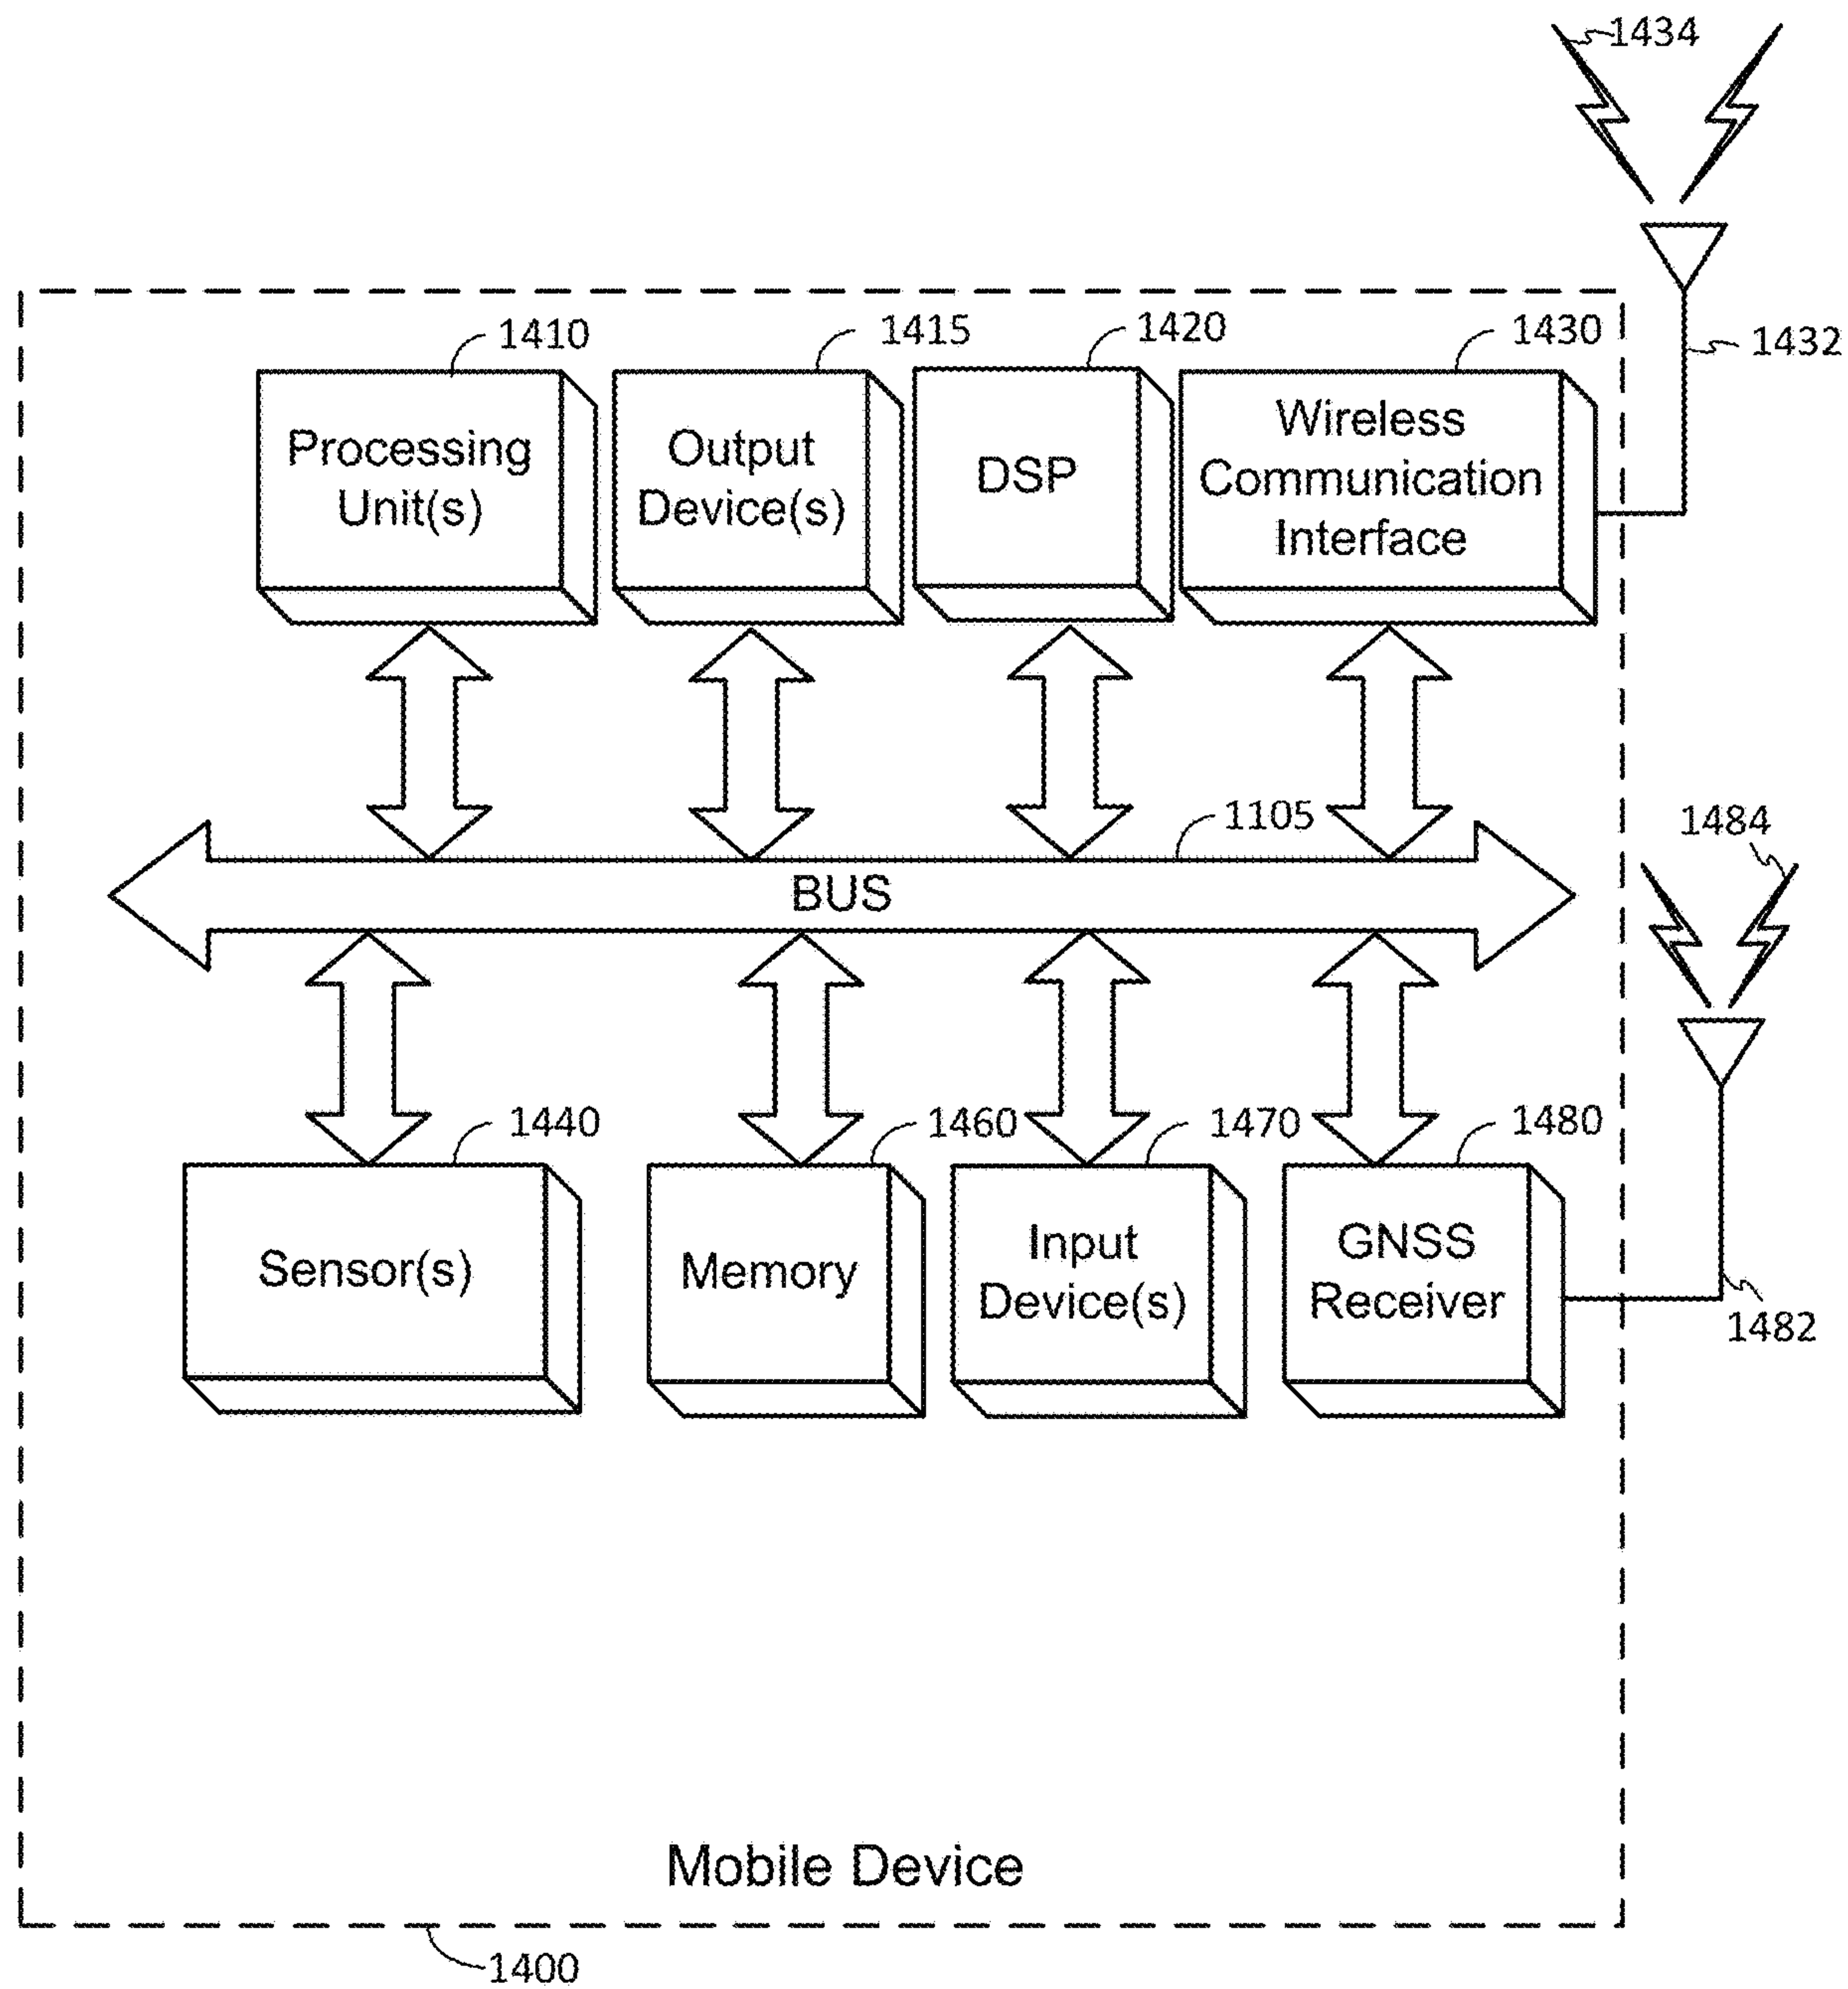 1434
1432
1410
1415
1420
1430
Processing
Unit(s)
Output
Device(s)
DSP
Wireless
Communication
Interface
1105
BUS
1484
1440
1460
1470
1480
Sensor(s)
Memory
Input
Device(s)
GNSS
Receiver
1482
Mobile Device
1400